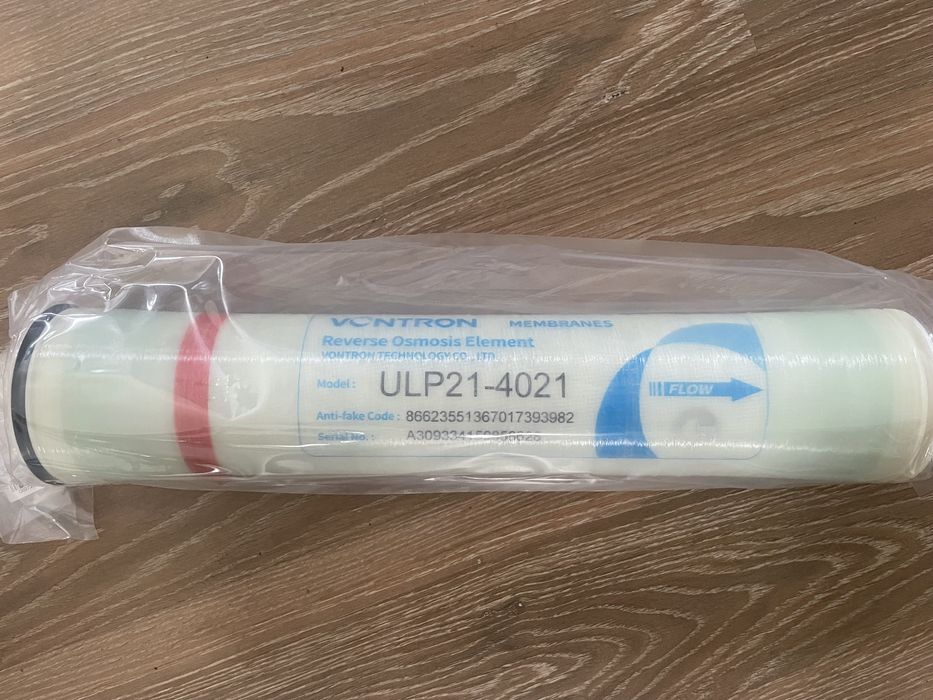 VONTRON MEMBRANES
Reverse Osmosis Element
VONTRON TECHNOLOGY CO., LTD.
Model: ULP21-4021
Anti-fake Code: 86623551367017393982
Serial No.:
FLOW